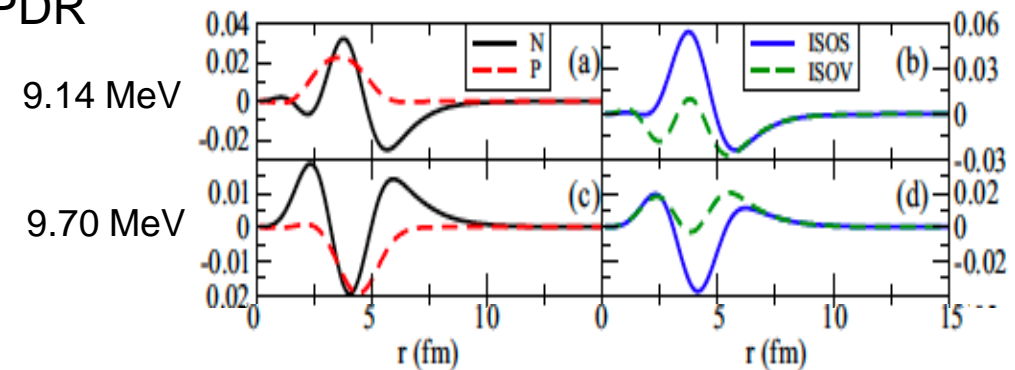 PDR
9.14 MeV
9.70 MeV
0.04
0.02
0
-0.02
0.01
0
-0.01
0.02
N
P
(a)
(c)
ISOS
ISOV
(b)
(d)
0.06
0.03
0
-0.03
0.02
0
-0.02
0 5 10 0 5 10 15
r (fm) r (fm)